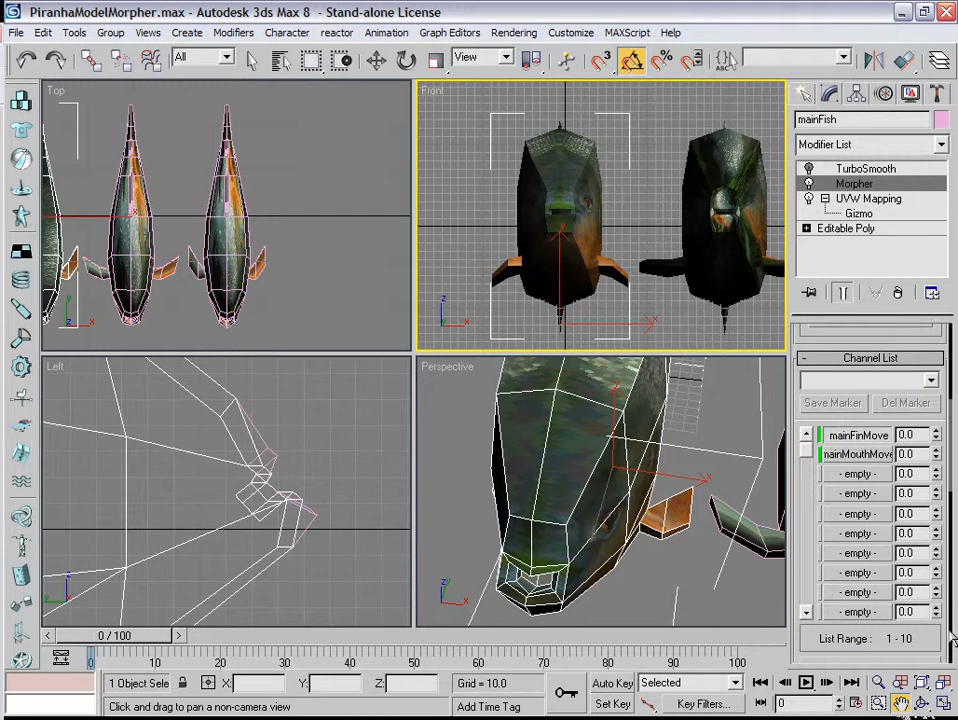 PiranhaModelMorpher.max - Autodesk 3ds Max 8 - Stand-alone License
File Edit Tools Group Views Create Modifiers Character reactor Animation Graph Editors Rendering Customize MAXScript Help
All
View
Top
Front
mainFish
Modifier List
TurboSmooth
Morpher
UVW Mapping
Gizmo
Editable Poly
z
x
y
x
z
x
x
Left
Perspective
Channel List
Save Marker Del Marker
mainFinMove 0.0
mainMouthMove 0.0
- empty - 0.0
- empty - 0.0
- empty - 0.0
- empty - 0.0
- empty - 0.0
- empty - 0.0
- empty - 0.0
- empty - 0.0
List Range : 1 - 10
0 / 100
0 10 20 30 40 50 60 70 80 90 100
1 Object Sele X: Y: Z: Grid = 10.0 Auto Key Selected
Click and drag to pan a non-camera view Add Time Tag Set Key Key Filters... 0